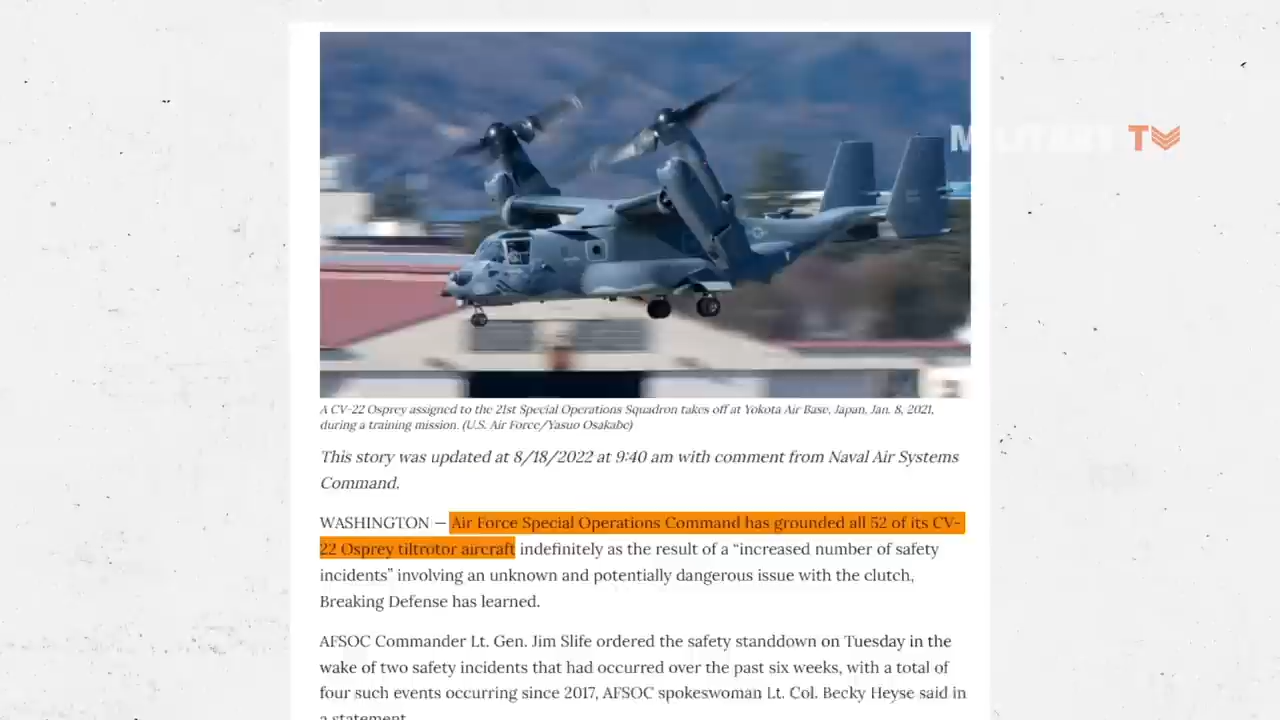 MILITARY TV
A CV-22 Osprey assigned to the 21st Special Operations Squadron takes off at Yokota Air Base, Japan, Jan. 8, 2021,
during a training mission. (U.S. Air Force/Yasuo Osakabe)
This story was updated at 8/18/2022 at 9:40 am with comment from Naval Air Systems
Command.
WASHINGTON — Air Force Special Operations Command has grounded all 52 of its CV-
22 Osprey tiltrotor aircraft indefinitely as the result of a “increased number of safety
incidents” involving an unknown and potentially dangerous issue with the clutch,
Breaking Defense has learned.
AFSOC Commander Lt. Gen. Jim Slife ordered the safety standdown on Tuesday in the
wake of two safety incidents that had occurred over the past six weeks, with a total of
four such events occurring since 2017, AFSOC spokeswoman Lt. Col. Becky Heyse said in
a statement